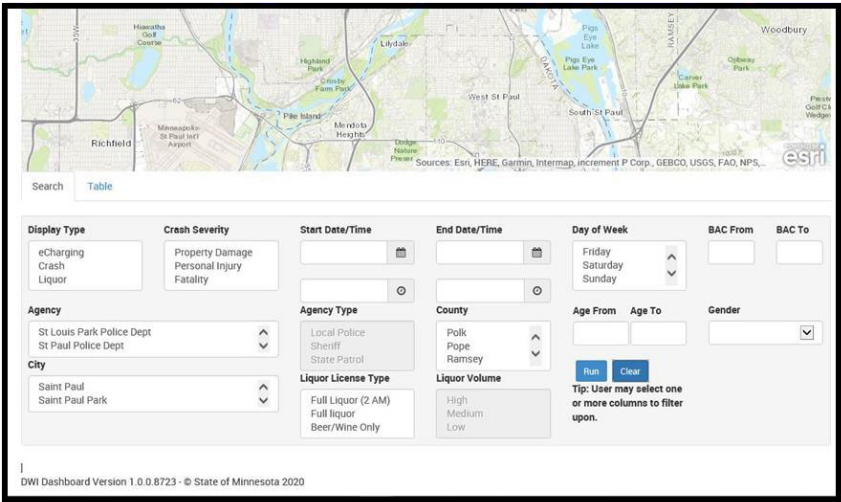 35W
Hiawatha
Golf
Course
Lilydale
Pigs
Eye
Lake
RAMSEY
Woodbury
Highland
Park
Pigs Eye
Lake Park
DAKOTA
Ojibway
Park
Crosby
Farm Park
Carver
Lake Park
62
West St Paul
Pike Island
South St Paul
Mendota
Heights
Minneapolis-
St Paul Int'l
Airport
Richfield
110
Dodge
Nature
Preser
Sources: Esri, HERE, Garmin, Intermap, increment P Corp., GEBCO, USGS, FAO, NPS,...
esri
Search Table
Display Type Crash Severity Start Date/Time End Date/Time Day of Week BAC From BAC To
eCharging Property Damage Friday
Crash Personal Injury Saturday
Liquor Fatality Sunday
Agency Agency Type County Age From Age To Gender
St Louis Park Police Dept Local Police Polk
St Paul Police Dept Sheriff Pope
State Patrol Ramsey
City
Saint Paul
Saint Paul Park
Run Clear
Liquor License Type Liquor Volume
Full Liquor (2 AM) High
Full liquor Medium
Beer/Wine Only Low
Tip: User may select one
or more columns to filter
upon.
DWI Dashboard Version 1.0.0.8723 - © State of Minnesota 2020